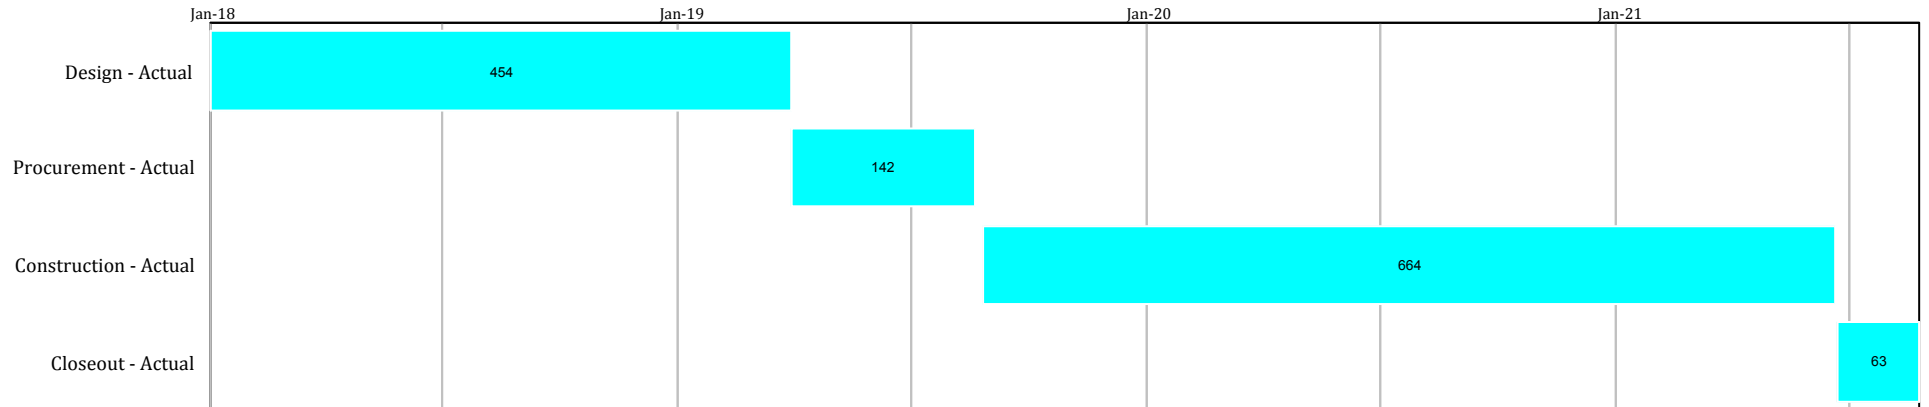 Jan-18 Jan-19 Jan-20 Jan-21
Design - Actual 454
Procurement - Actual 142
Construction - Actual 664
Closeout - Actual 63